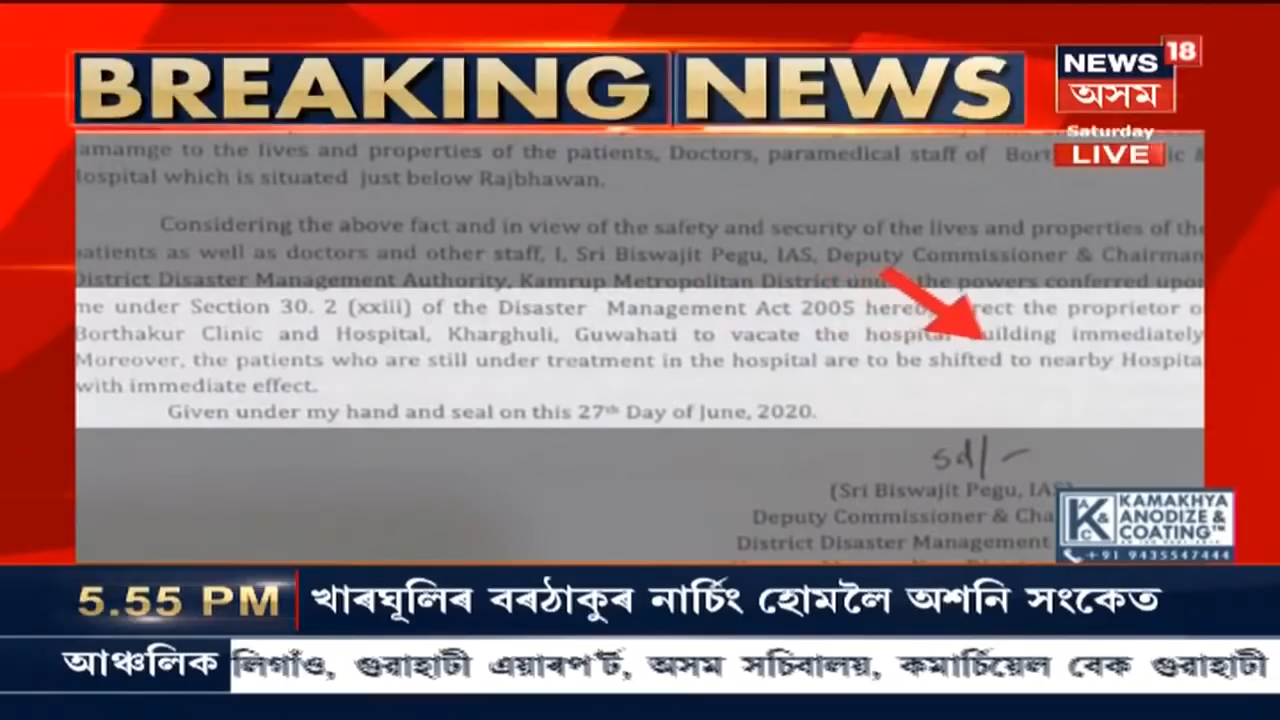 BREAKING NEWS
NEWS 18
অসম
Saturday
LIVE
amamge to the lives and properties of the patients, Doctors, paramedical staff of
ospital which is situated just below Rajbhawan.
Considering the above fact and in view of the safety and security of the lives and properties of the
patients as well as doctors and other staff, I, Sri Biswajit Pegu, IAS, Deputy Commissioner & Chairman
District Disaster Management Authority, Kamrup Metropolitan District the powers conferred upon
me under Section 30. 2 (xxiii) of the Disaster Management Act 2005 the proprietor o
Borthakur Clinic and Hospital, Kharghuli, Guwahati to vacate the hospital building immediately
Moreover, the patients who are still under treatment in the hospital are to be shifted to nearby Hospita
with immediate effect.
Given under my hand and seal on this 27th Day of June, 2020.
sd/-
(Sri Biswajit Pegu, IAS)
Deputy Commissioner & Cha
District Disaster Management
KAMAKHYA
ANODIZE &
COATING™
+91 9435547444
5.55 PM খাৰঘূলিৰ বৰঠাকুৰ নাৰ্চিং হোমলৈ অশনি সংকেত
আঞ্চলিক লিগাঁও, গুৱাহাটী এয়াৰপ'ৰ্ট, অসম সচিবালয়, কমাৰ্চিয়েল বেক গুৱাহাটী